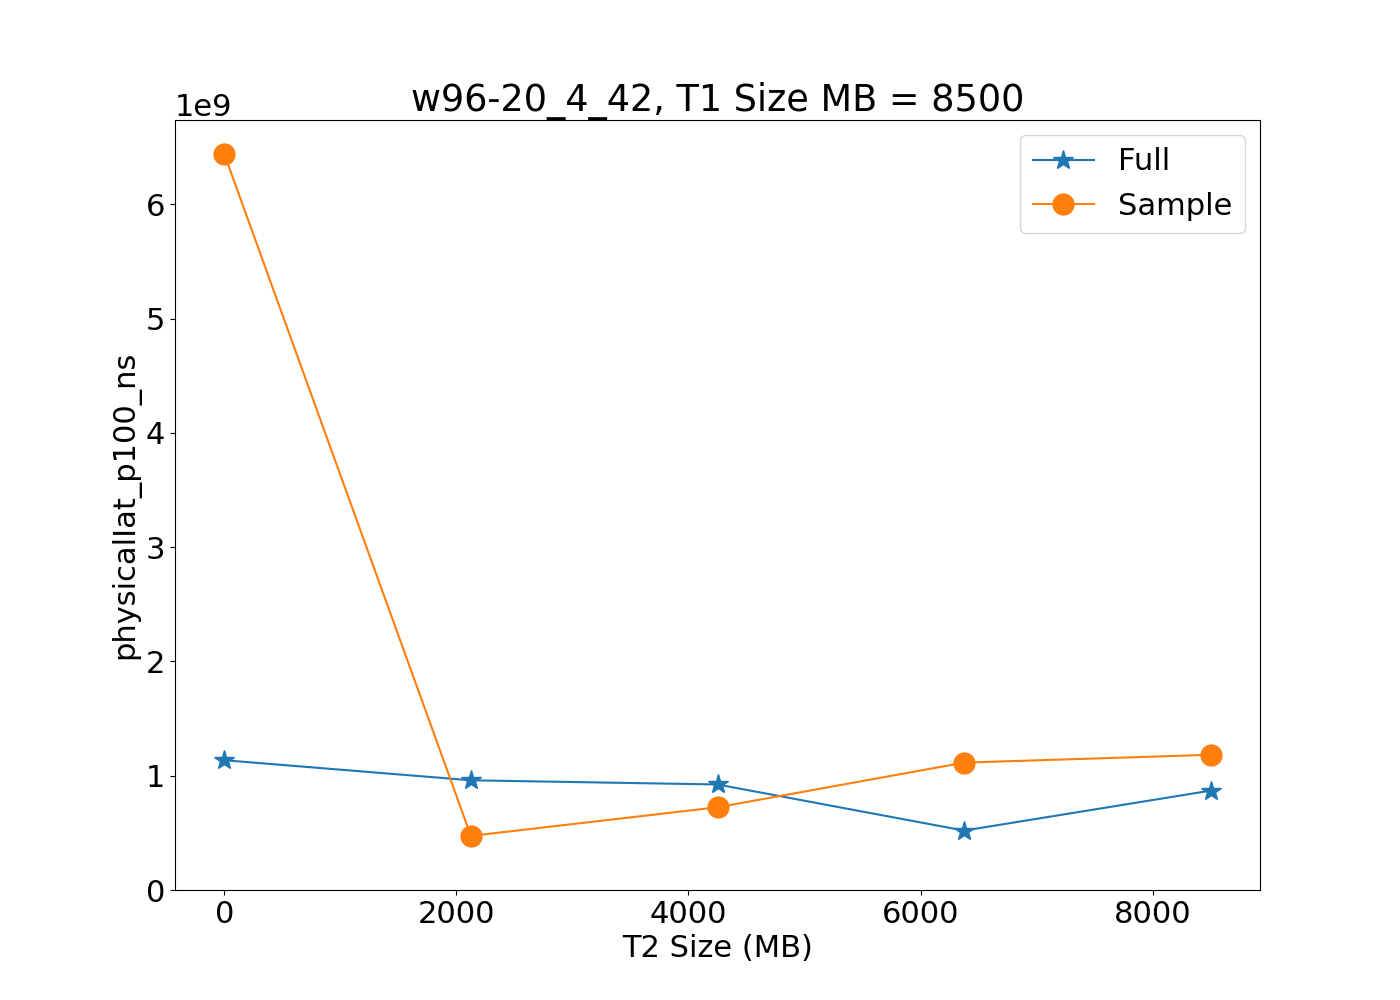 w96-20_4_42, T1 Size MB = 8500
1e9
Full
Sample
6
5
4
3
2
1
0
physicallat_p100_ns
0 2000 4000 6000 8000
T2 Size (MB)